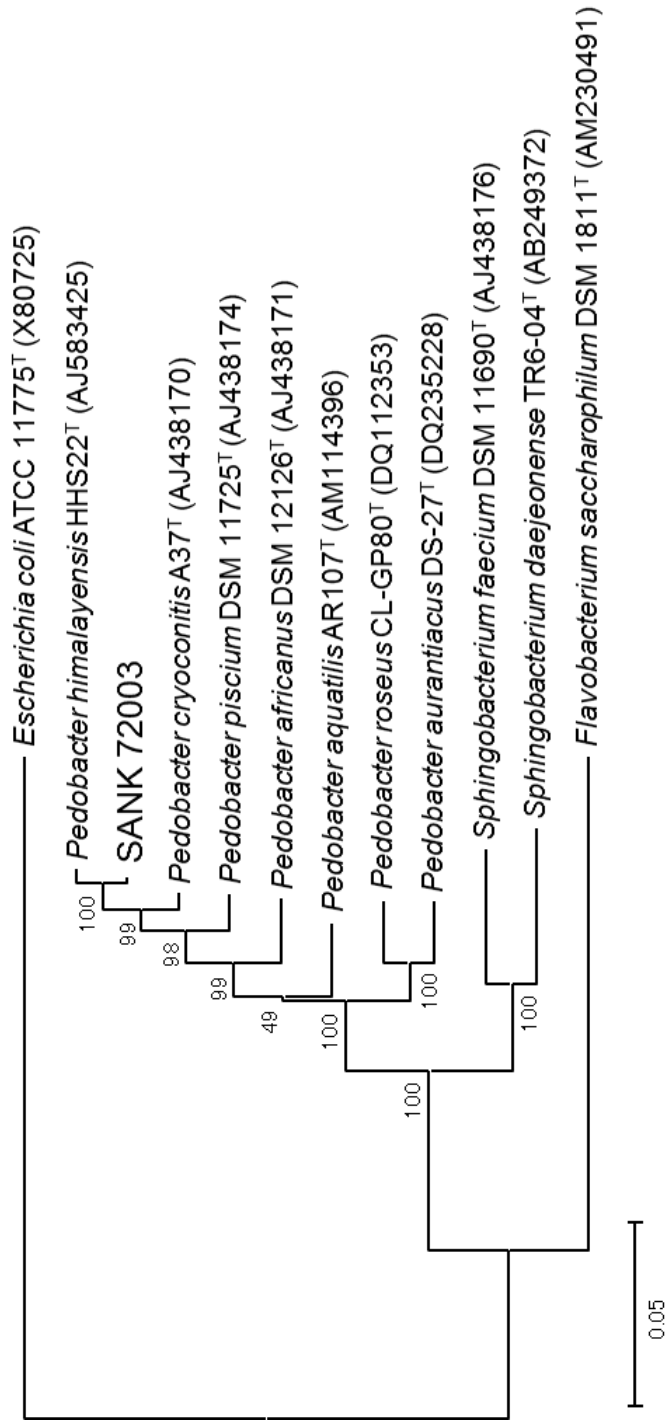 Escherichia coli ATCC 11775ᵀ (X80725)
Pedobacter himalayensis HHS22ᵀ (AJ583425)
100
SANK 72003
99
Pedobacter cryoconitis A37ᵀ (AJ438170)
98
Pedobacter piscium DSM 11725ᵀ (AJ438174)
99
Pedobacter africanus DSM 12126ᵀ (AJ438171)
49
Pedobacter aquatilis AR107ᵀ (AM114396)
100
Pedobacter roseus CL-GP80ᵀ (DQ112353)
100
Pedobacter aurantiacus DS-27ᵀ (DQ235228)
100
Sphingobacterium faecium DSM 11690ᵀ (AJ438176)
100
Sphingobacterium daejeonense TR6-04ᵀ (AB249372)
Flavobacterium saccharophilum DSM 1811ᵀ (AM230491)
0.05